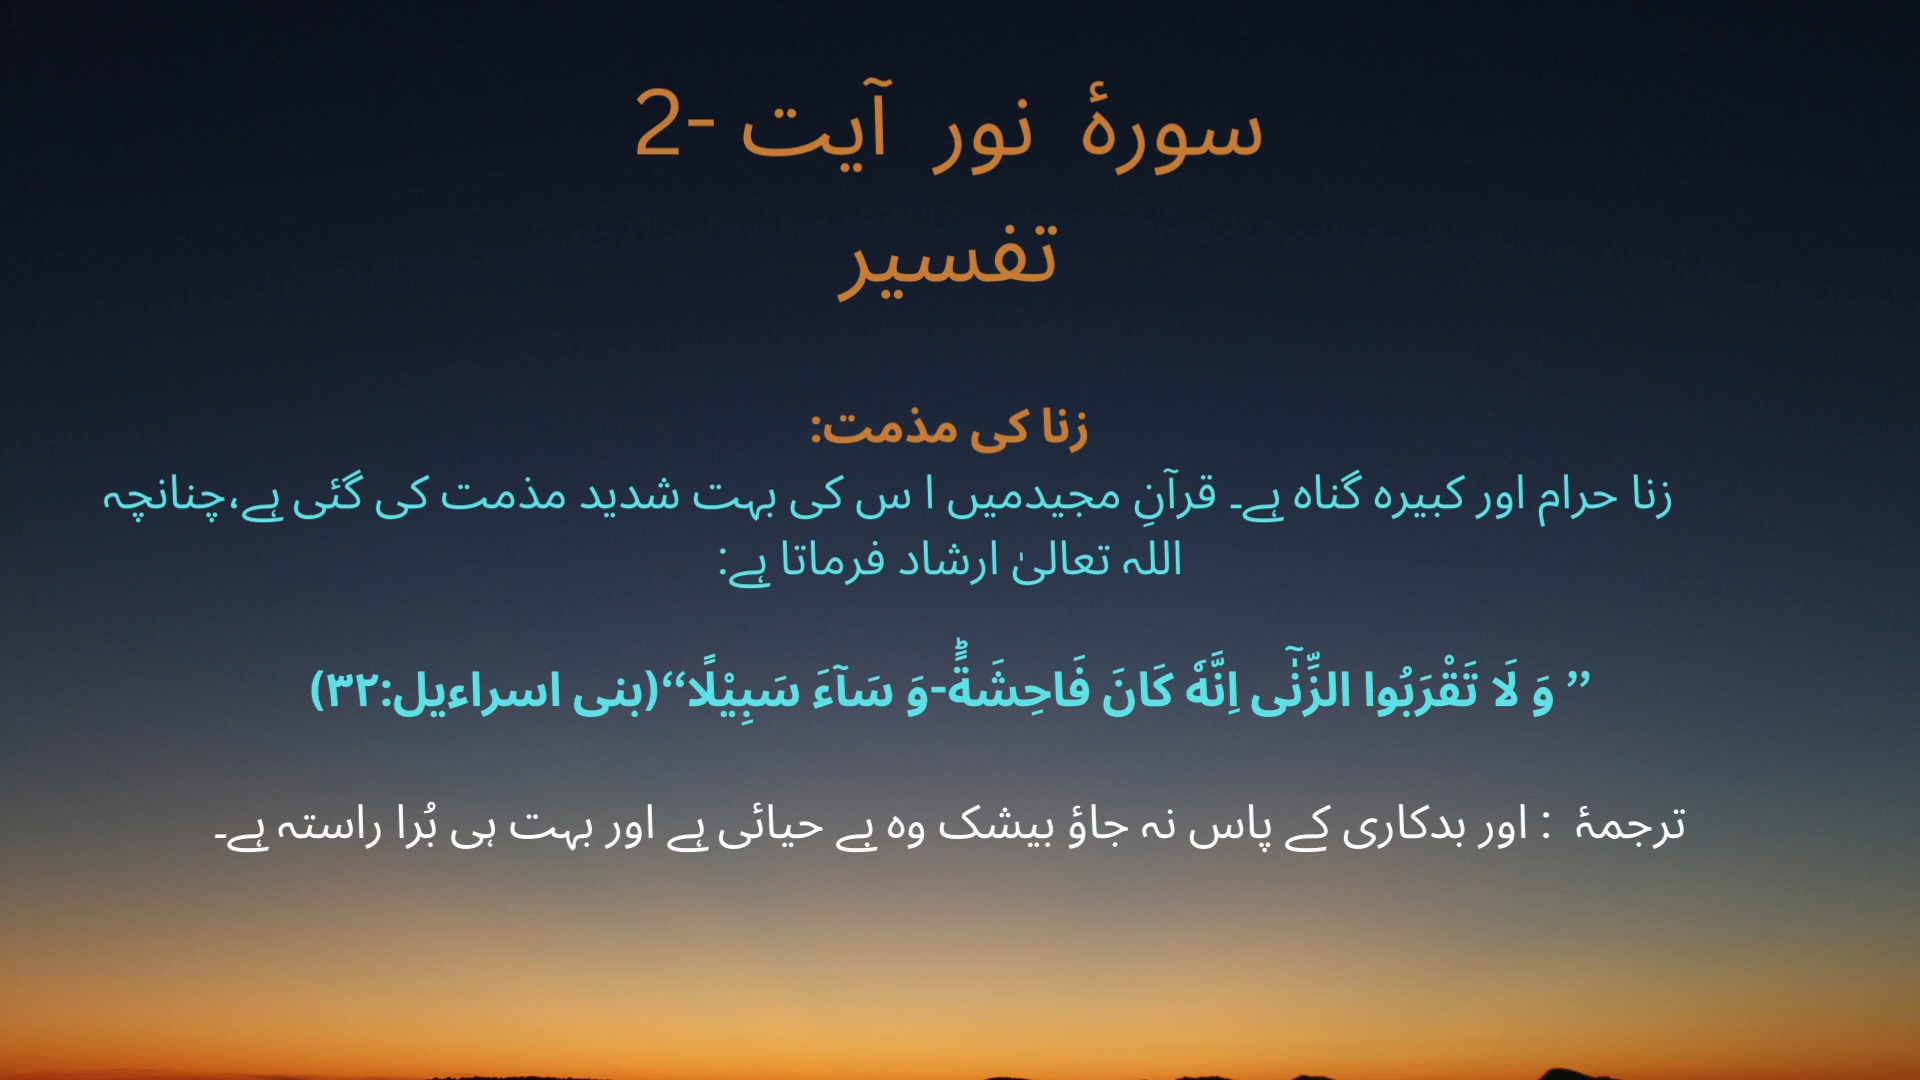 سورۂ نور آیت -2
تفسیر
زنا کی مذمت:
زنا حرام اور کبیرہ گناہ ہے۔ قرآنِ مجیدمیں ا س کی بہت شدید مذمت کی گئی ہے،چنانچہ
اللہ تعالیٰ ارشاد فرماتا ہے:
’’ وَ لَا تَقْرَبُوا الزِّنٰۤى اِنَّهٗ كَانَ فَاحِشَةًؕ-وَ سَآءَ سَبِیْلًا‘‘(بنی اسراءیل:۳۲)
ترجمۂ : اور بدکاری کے پاس نہ جاؤ بیشک وہ بے حیائی ہے اور بہت ہی بُرا راستہ ہے۔